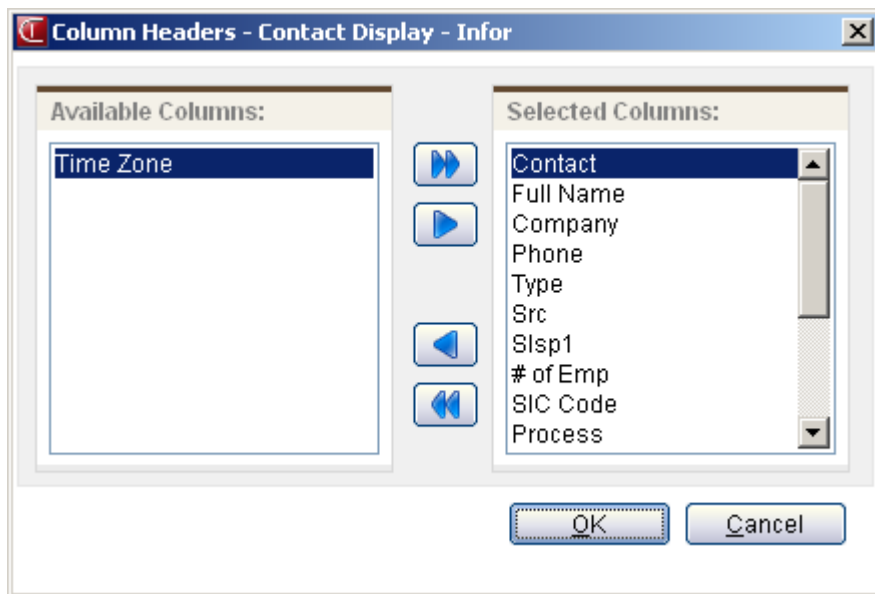 Column Headers - Contact Display - Infor
Available Columns:
Time Zone
Selected Columns:
Contact
Full Name
Company
Phone
Type
Src
Slsp1
# of Emp
SIC Code
Process
OK
Cancel